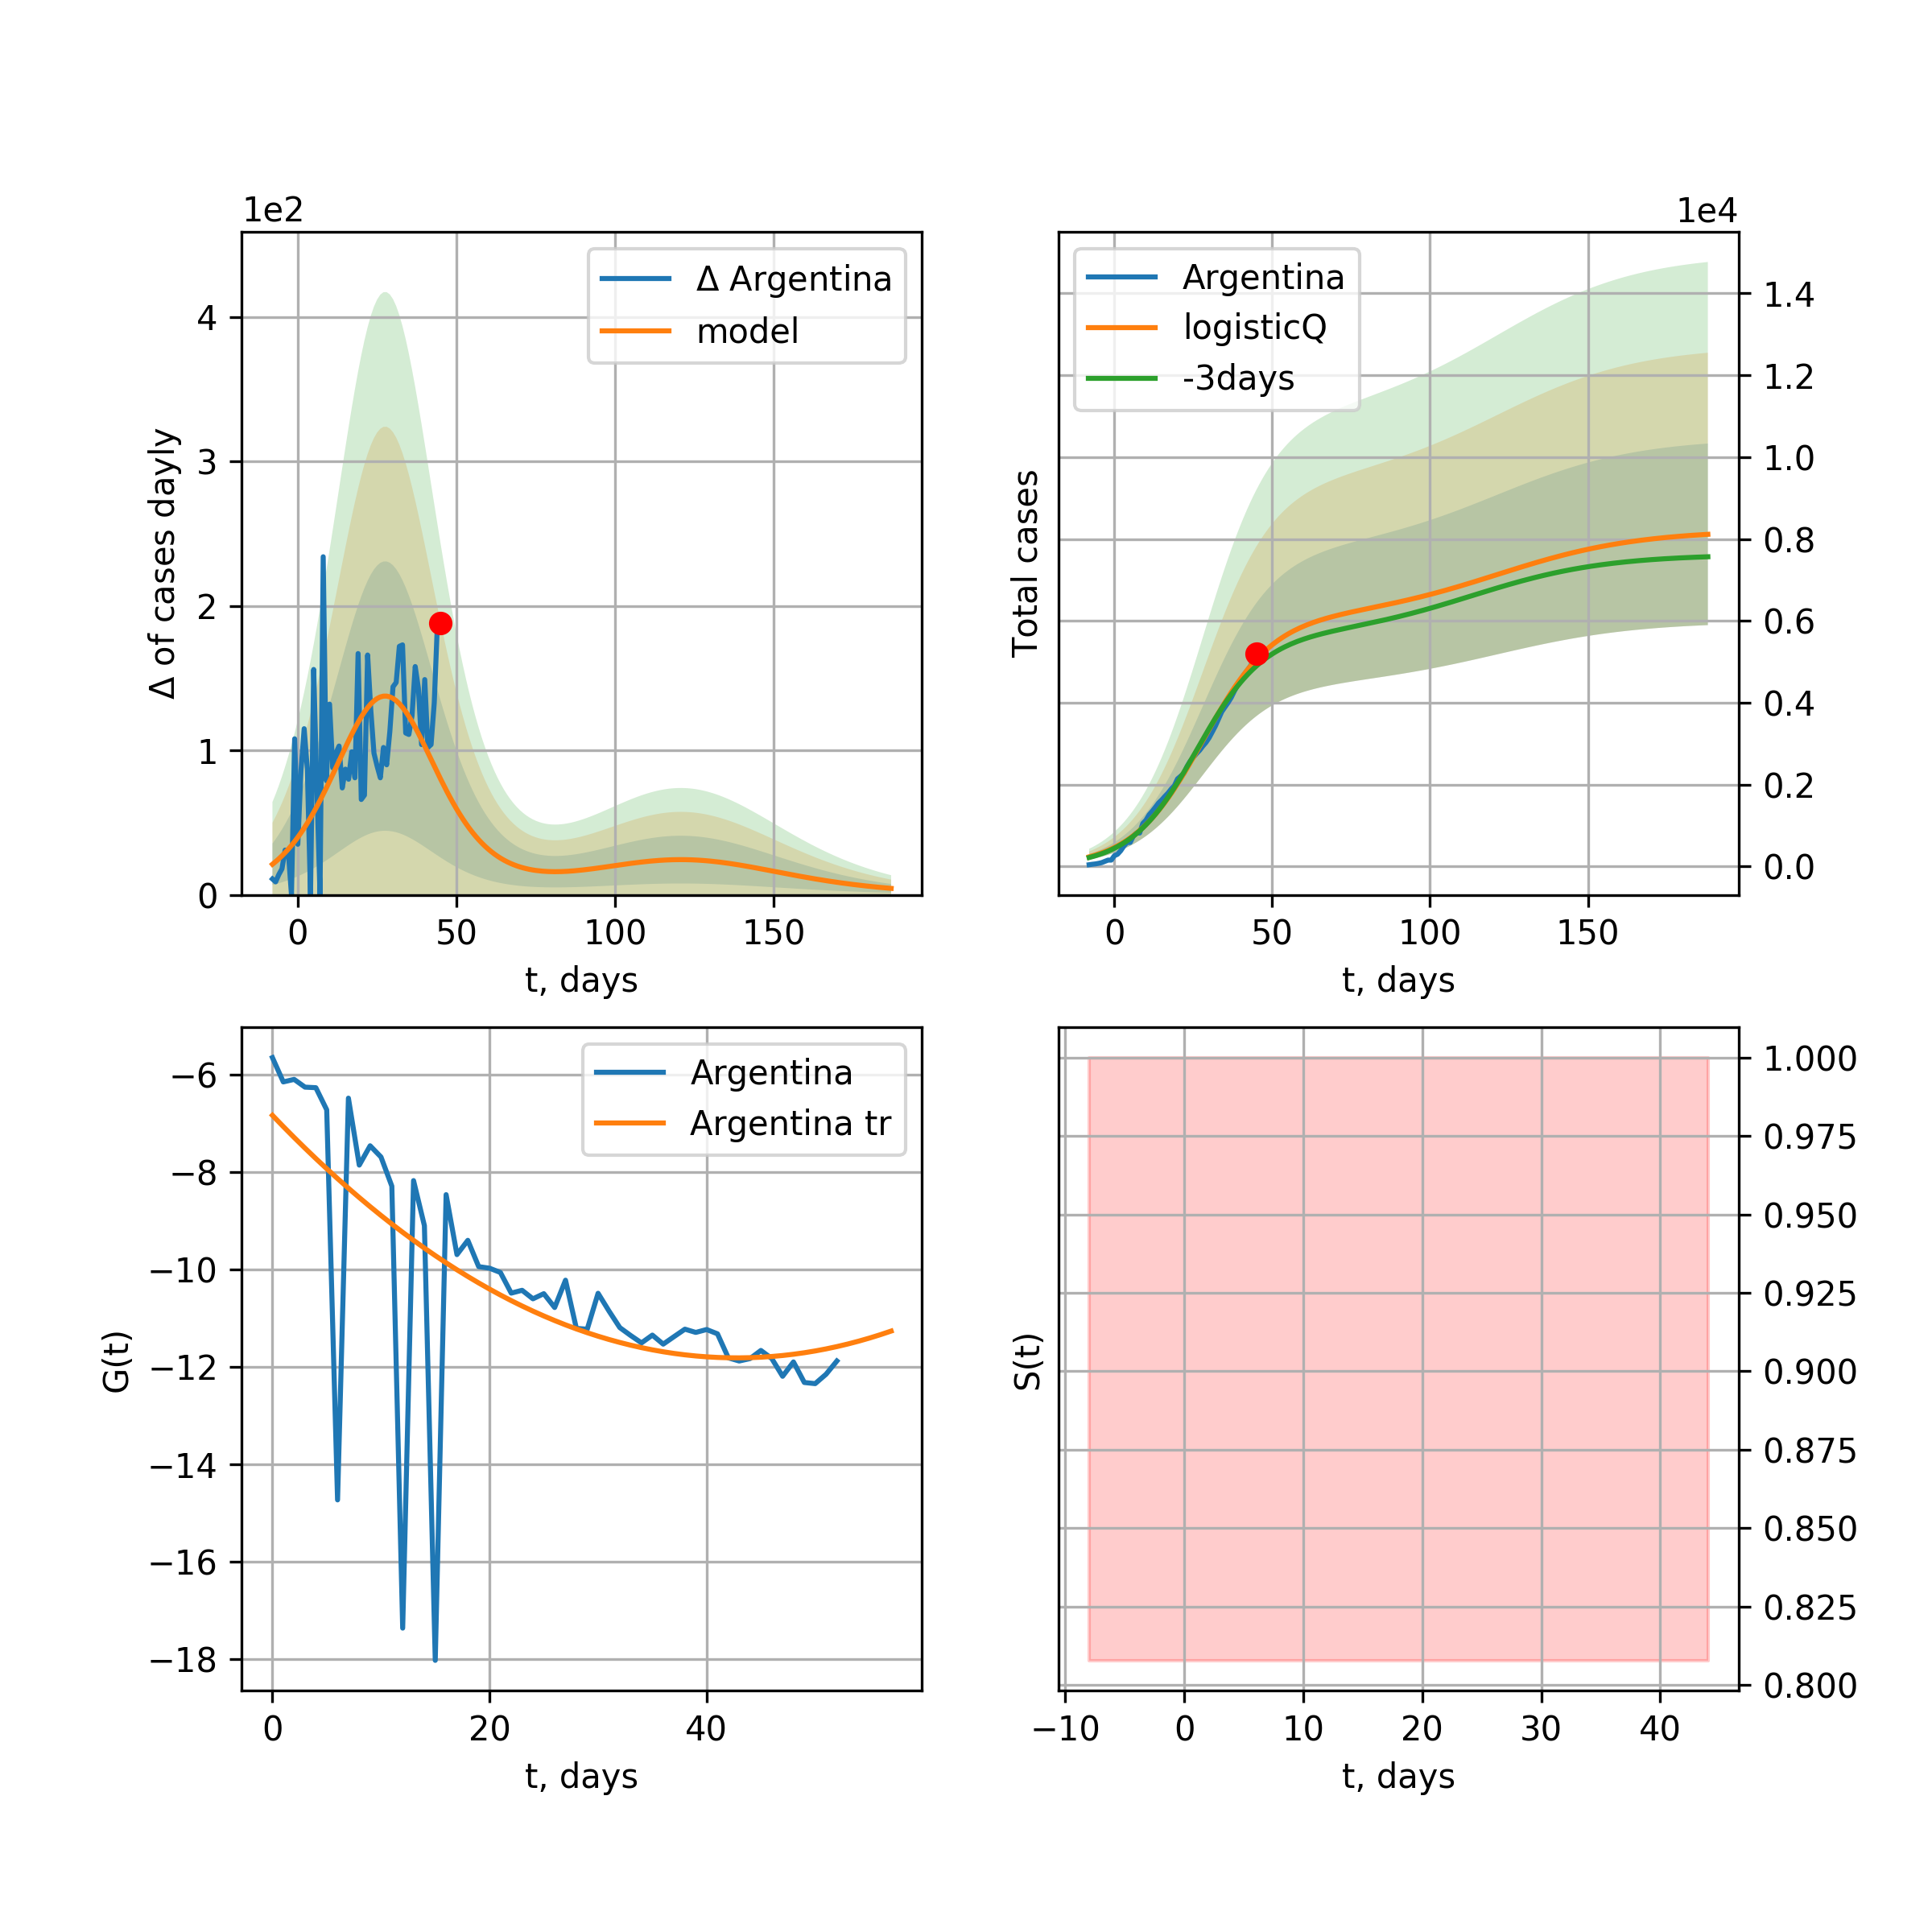 1e2
Δ of cases dayly
4
3
2
1
0
0 50 100 150
t, days
Δ Argentina
model
1e4
Total cases
1.4
1.2
1.0
0.8
0.6
0.4
0.2
0.0
0 50 100 150
t, days
Argentina
logisticQ
-3days
G(t)
−6
−8
−10
−12
−14
−16
−18
0 20 40
t, days
Argentina
Argentina tr
S(t)
1.000
0.975
0.950
0.925
0.900
0.875
0.850
0.825
0.800
−10 0 10 20 30 40
t, days